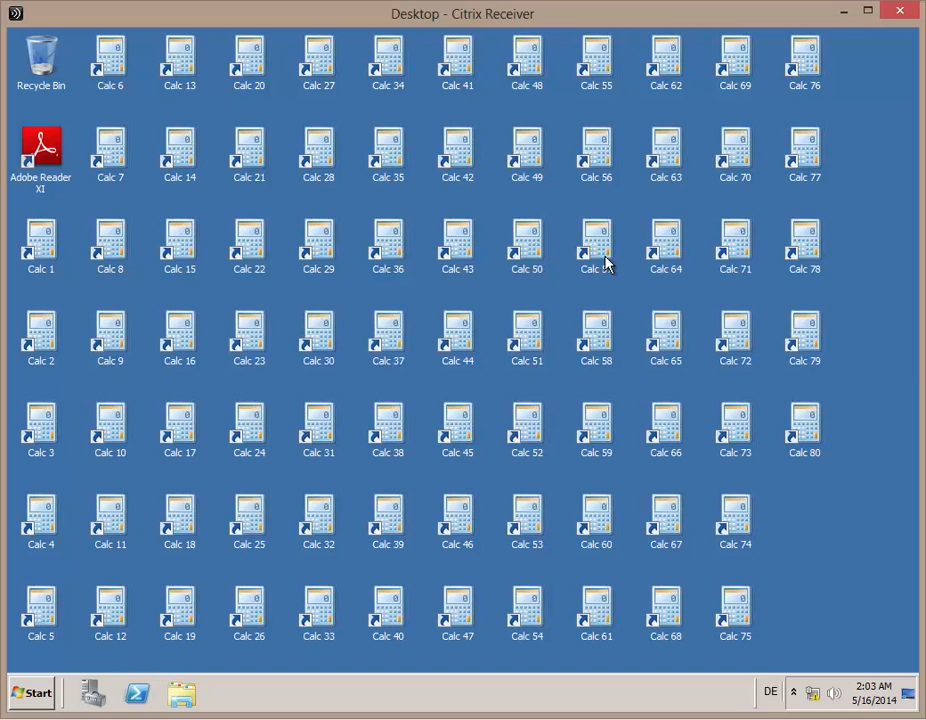 Desktop - Citrix Receiver
Recycle Bin
Calc 6
Calc 13
Calc 20
Calc 27
Calc 34
Calc 41
Calc 48
Calc 55
Calc 62
Calc 69
Calc 76
Adobe Reader
XI
Calc 7
Calc 14
Calc 21
Calc 28
Calc 35
Calc 42
Calc 49
Calc 56
Calc 63
Calc 70
Calc 77
Calc 1
Calc 8
Calc 15
Calc 22
Calc 29
Calc 36
Calc 43
Calc 50
Calc
Calc 64
Calc 71
Calc 78
Calc 2
Calc 9
Calc 16
Calc 23
Calc 30
Calc 37
Calc 44
Calc 51
Calc 58
Calc 65
Calc 72
Calc 79
Calc 3
Calc 10
Calc 17
Calc 24
Calc 31
Calc 38
Calc 45
Calc 52
Calc 59
Calc 66
Calc 73
Calc 80
Calc 4
Calc 11
Calc 18
Calc 25
Calc 32
Calc 39
Calc 46
Calc 53
Calc 60
Calc 67
Calc 74
Calc 5
Calc 12
Calc 19
Calc 26
Calc 33
Calc 40
Calc 47
Calc 54
Calc 61
Calc 68
Calc 75
Start
DE
2:03 AM
5/16/2014